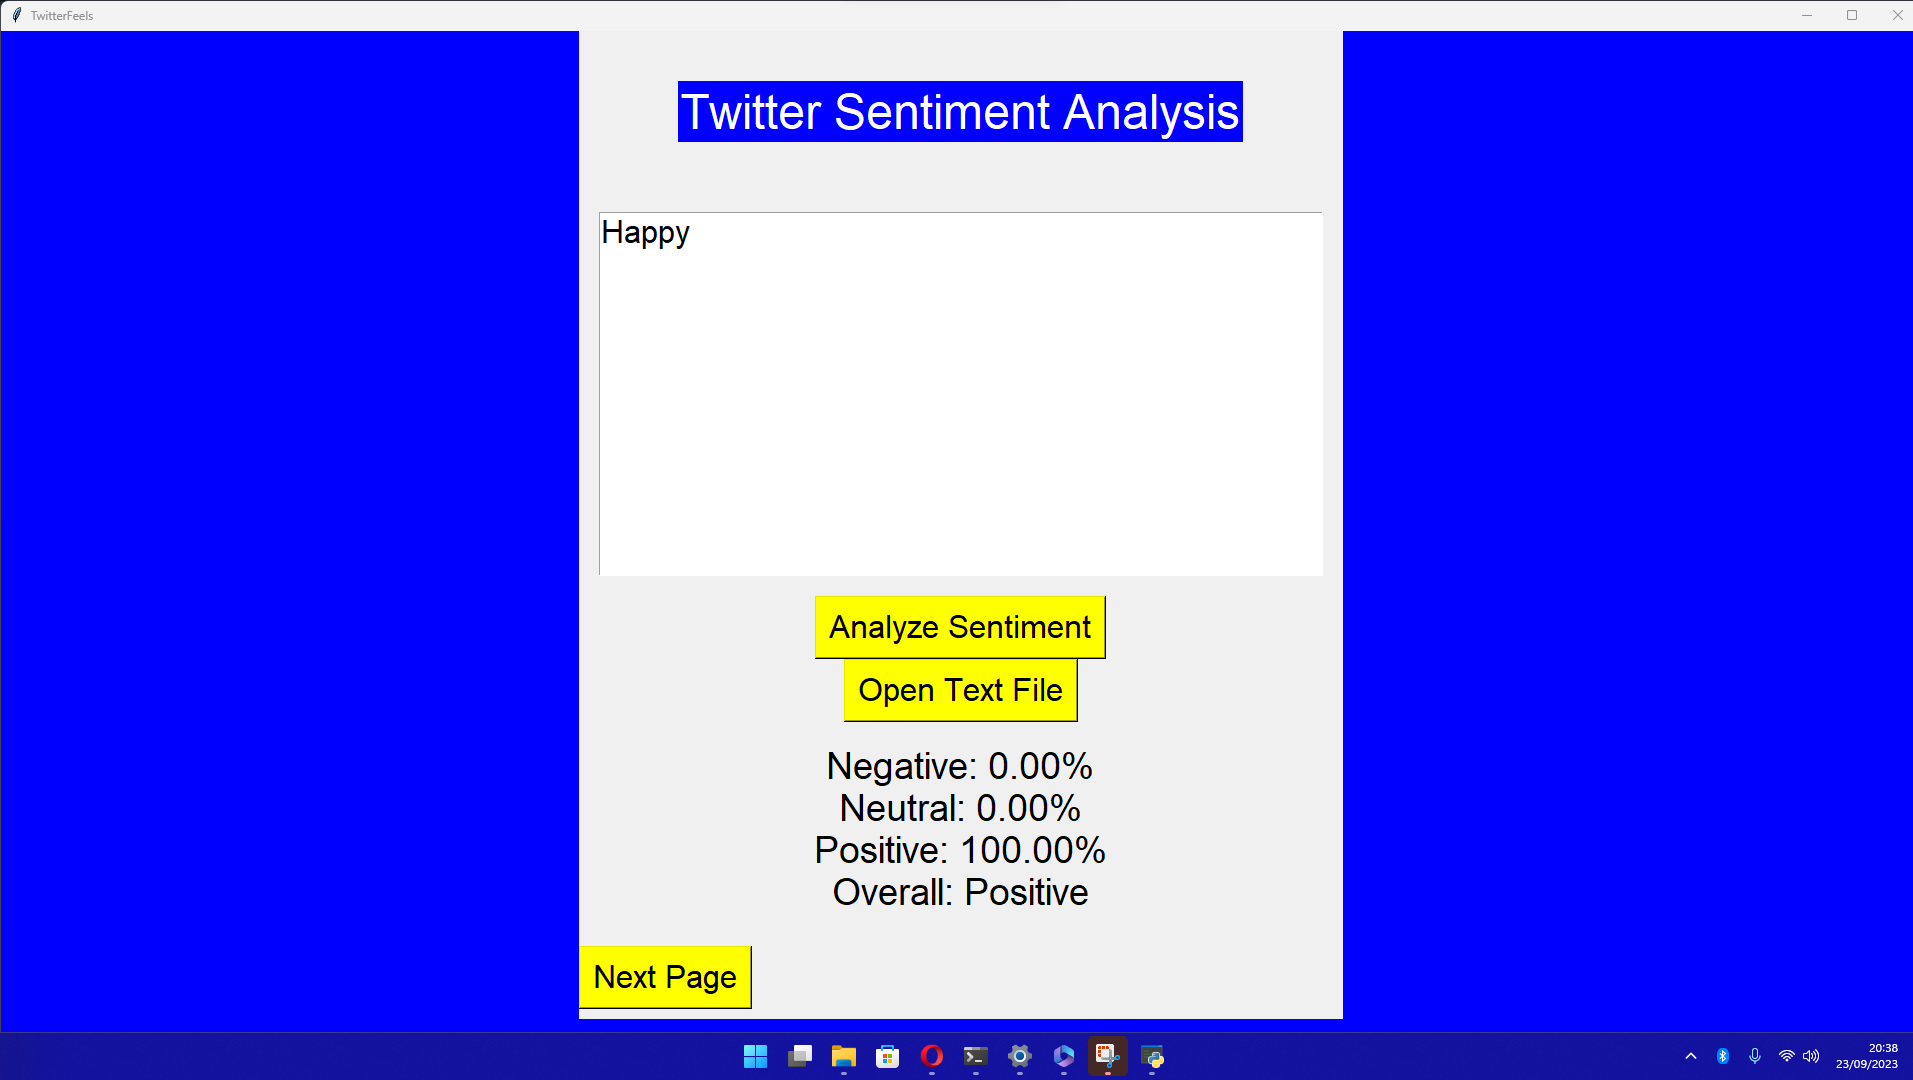 TwitterFeels
Twitter Sentiment Analysis
Happy
Analyze Sentiment
Open Text File
Negative: 0.00%
Neutral: 0.00%
Positive: 100.00%
Overall: Positive
Next Page
20:38
23/09/2023